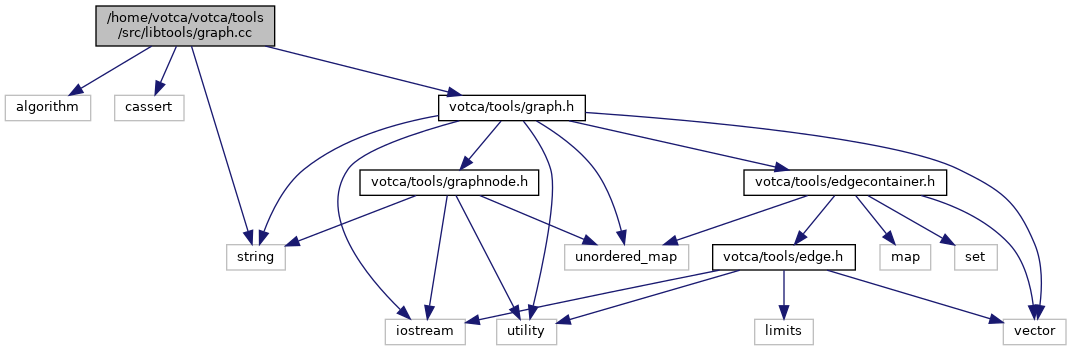 /home/votca/votca/tools
/src/libtools/graph.cc
algorithm
cassert
votca/tools/graph.h
votca/tools/graphnode.h
votca/tools/edgecontainer.h
string
unordered_map
votca/tools/edge.h
map
set
iostream
utility
limits
vector